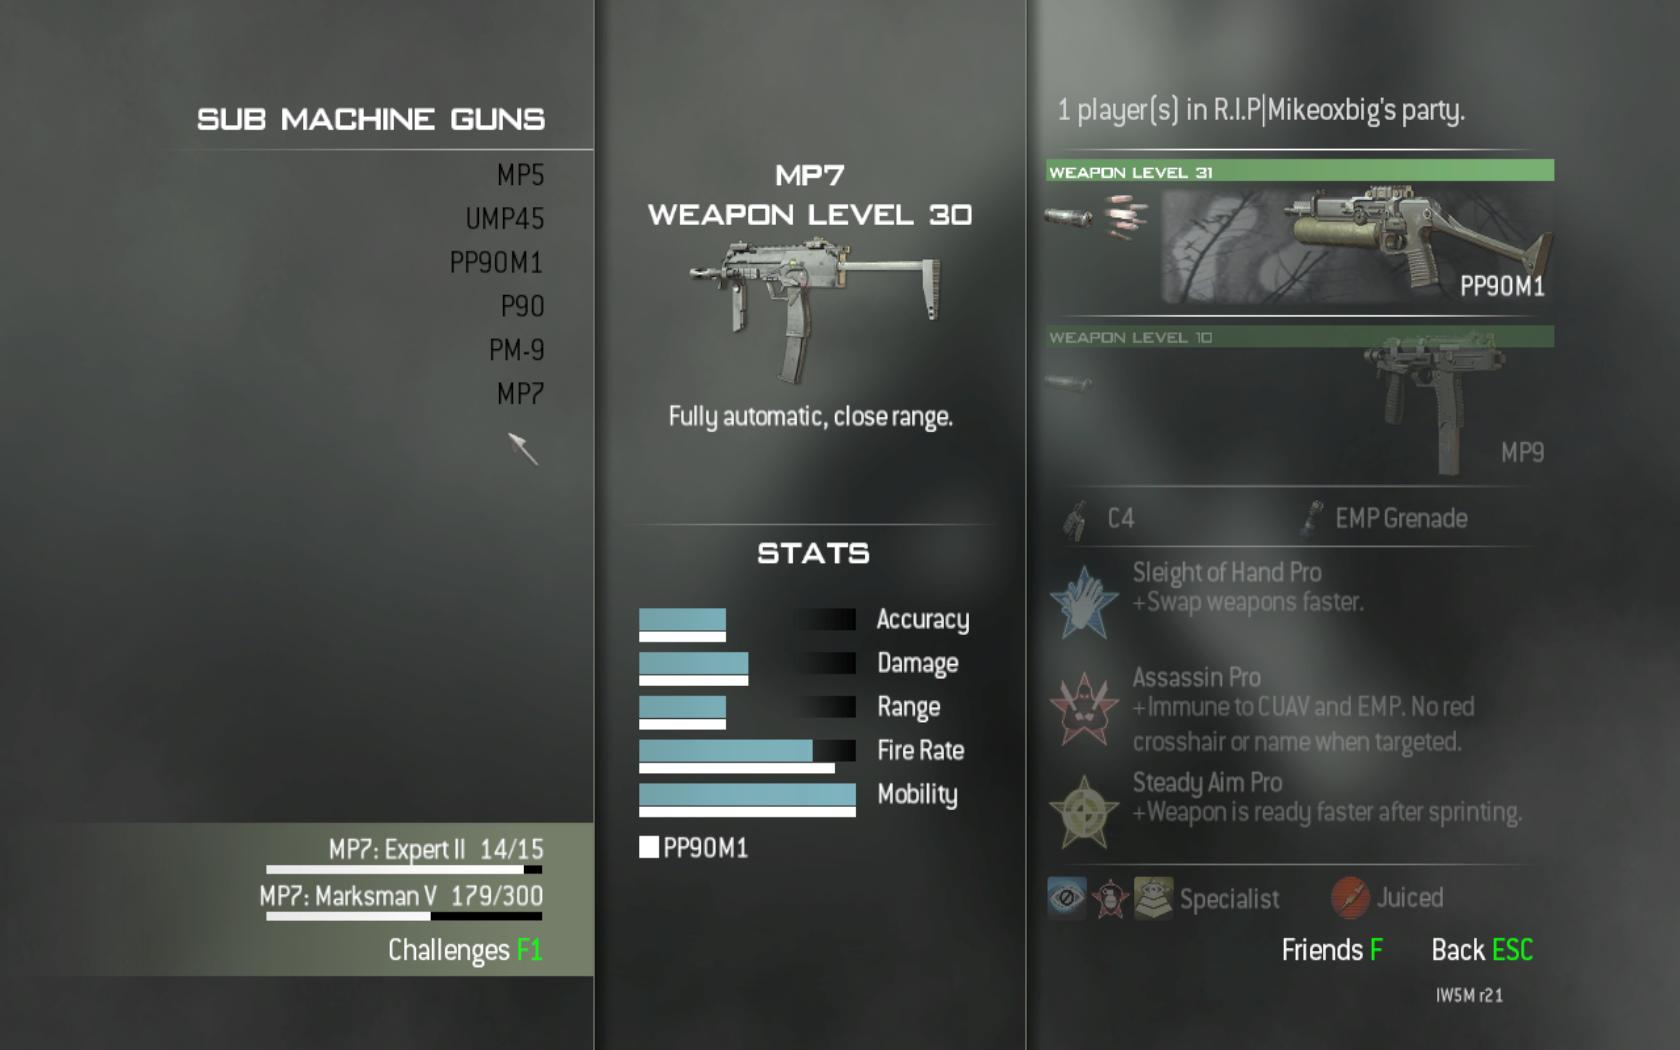 SUB MACHINE GUNS
MP5
UMP45
PP90M1
P90
PM-9
MP7
MP7: Expert II 14/15
MP7: Marksman V 179/300
Challenges F1
MP7
WEAPON LEVEL 30
Fully automatic, close range.
STATS
Accuracy
Damage
Range
Fire Rate
Mobility
PP90M1
1 player(s) in R.I.P|Mikeoxbig's party.
WEAPON LEVEL 31
PP90M1
WEAPON LEVEL 10
MP9
C4 EMP Grenade
Sleight of Hand Pro
+Swap weapons faster.
Assassin Pro
+Immune to CUAV and EMP. No red
crosshair or name when targeted.
Steady Aim Pro
+Weapon is ready faster after sprinting.
Specialist Juiced
Friends F Back ESC
IW5M r21